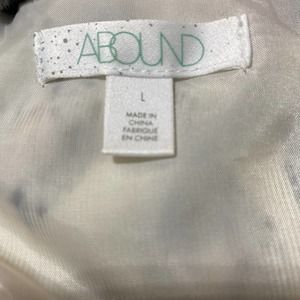 ABOUND
L
MADE IN
CHINA
FABRIQUÉ
EN CHINE